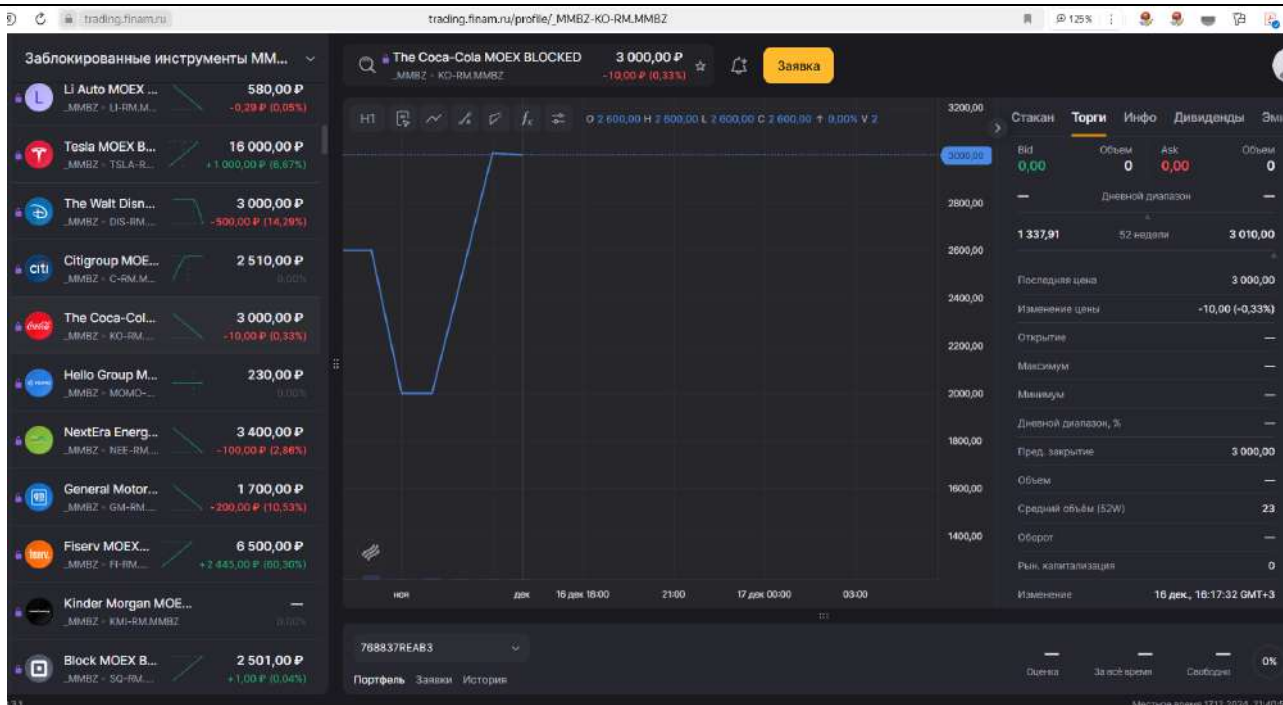 trading.finam.ru
trading.finam.ru/profile/_MMBZ-KO-RM.MMBZ
125 %
Заблокированные инструменты MM...
Li Auto MOEX ...
580,00 ₽
_MMBZ - LI-RM.M...
-0,29 ₽ (0,05%)
Tesla MOEX B...
16 000,00 ₽
_MMBZ - TSLA-R...
+1 000,00 ₽ (6,67%)
The Walt Disn...
3 000,00 ₽
_MMBZ - DIS-RM....
-500,00 ₽ (14,29%)
citi
Citigroup MOE...
2 510,00 ₽
_MMBZ - C-RM.M...
0,00%
The Coca-Col...
3 000,00 ₽
_MMBZ - KO-RM....
-10,00 ₽ (0,33%)
Hello Group M...
230,00 ₽
_MMBZ - MOMO-...
0,00%
NextEra Energ...
3 400,00 ₽
_MMBZ - NEE-RM....
-100,00 ₽ (2,86%)
General Motor...
1 700,00 ₽
_MMBZ - GM-RM....
-200,00 ₽ (10,53%)
fiserv.
Fiserv MOEX...
6 500,00 ₽
_MMBZ - FI-RM....
+2 445,00 ₽ (60,30%)
Kinder Morgan MOE...
—
_MMBZ - KMI-RM.MMBZ
0,00%
Block MOEX B...
2 501,00 ₽
_MMBZ - SQ-RM....
+1,00 ₽ (0,04%)
The Coca-Cola MOEX BLOCKED
3 000,00 ₽
_MMBZ - KO-RM.MMBZ
-10,00 ₽ (0,33%)
Заявка
H1
O 2 600,00 H 2 600,00 L 2 600,00 C 2 600,00 ↑ 0,00% V 2
3200,00
3000,00
2800,00
2600,00
2400,00
2200,00
2000,00
1800,00
1600,00
1400,00
ноя дек 16 дек 18:00 21:00 17 дек 00:00 03:00
Стакан Торги Инфо Дивиденды Эми
Bid Объем Ask Объем
0,00 0 0,00 0
— Дневной диапазон —
1 337,91 52 недели 3 010,00
Последняя цена 3 000,00
Изменение цены -10,00 (-0,33%)
Открытие —
Максимум —
Минимум —
Дневной диапазон, % —
Пред. закрытие 3 000,00
Объем —
Средний объём (52W) 23
Оборот —
Рын. капитализация 0
Изменение 16 дек., 16:17:32 GMT+3
768837REAB3
Портфель Заявки История
— — —
Оценка За всё время Свободно
0%
Местное время 17.12.2024,